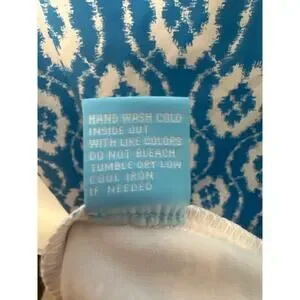 HAND WASH COLD
INSIDE OUT
WITH LIKE COLORS
DO NOT BLEACH
TUMBLE DRY LOW
COOL IRON
IF NEEDED